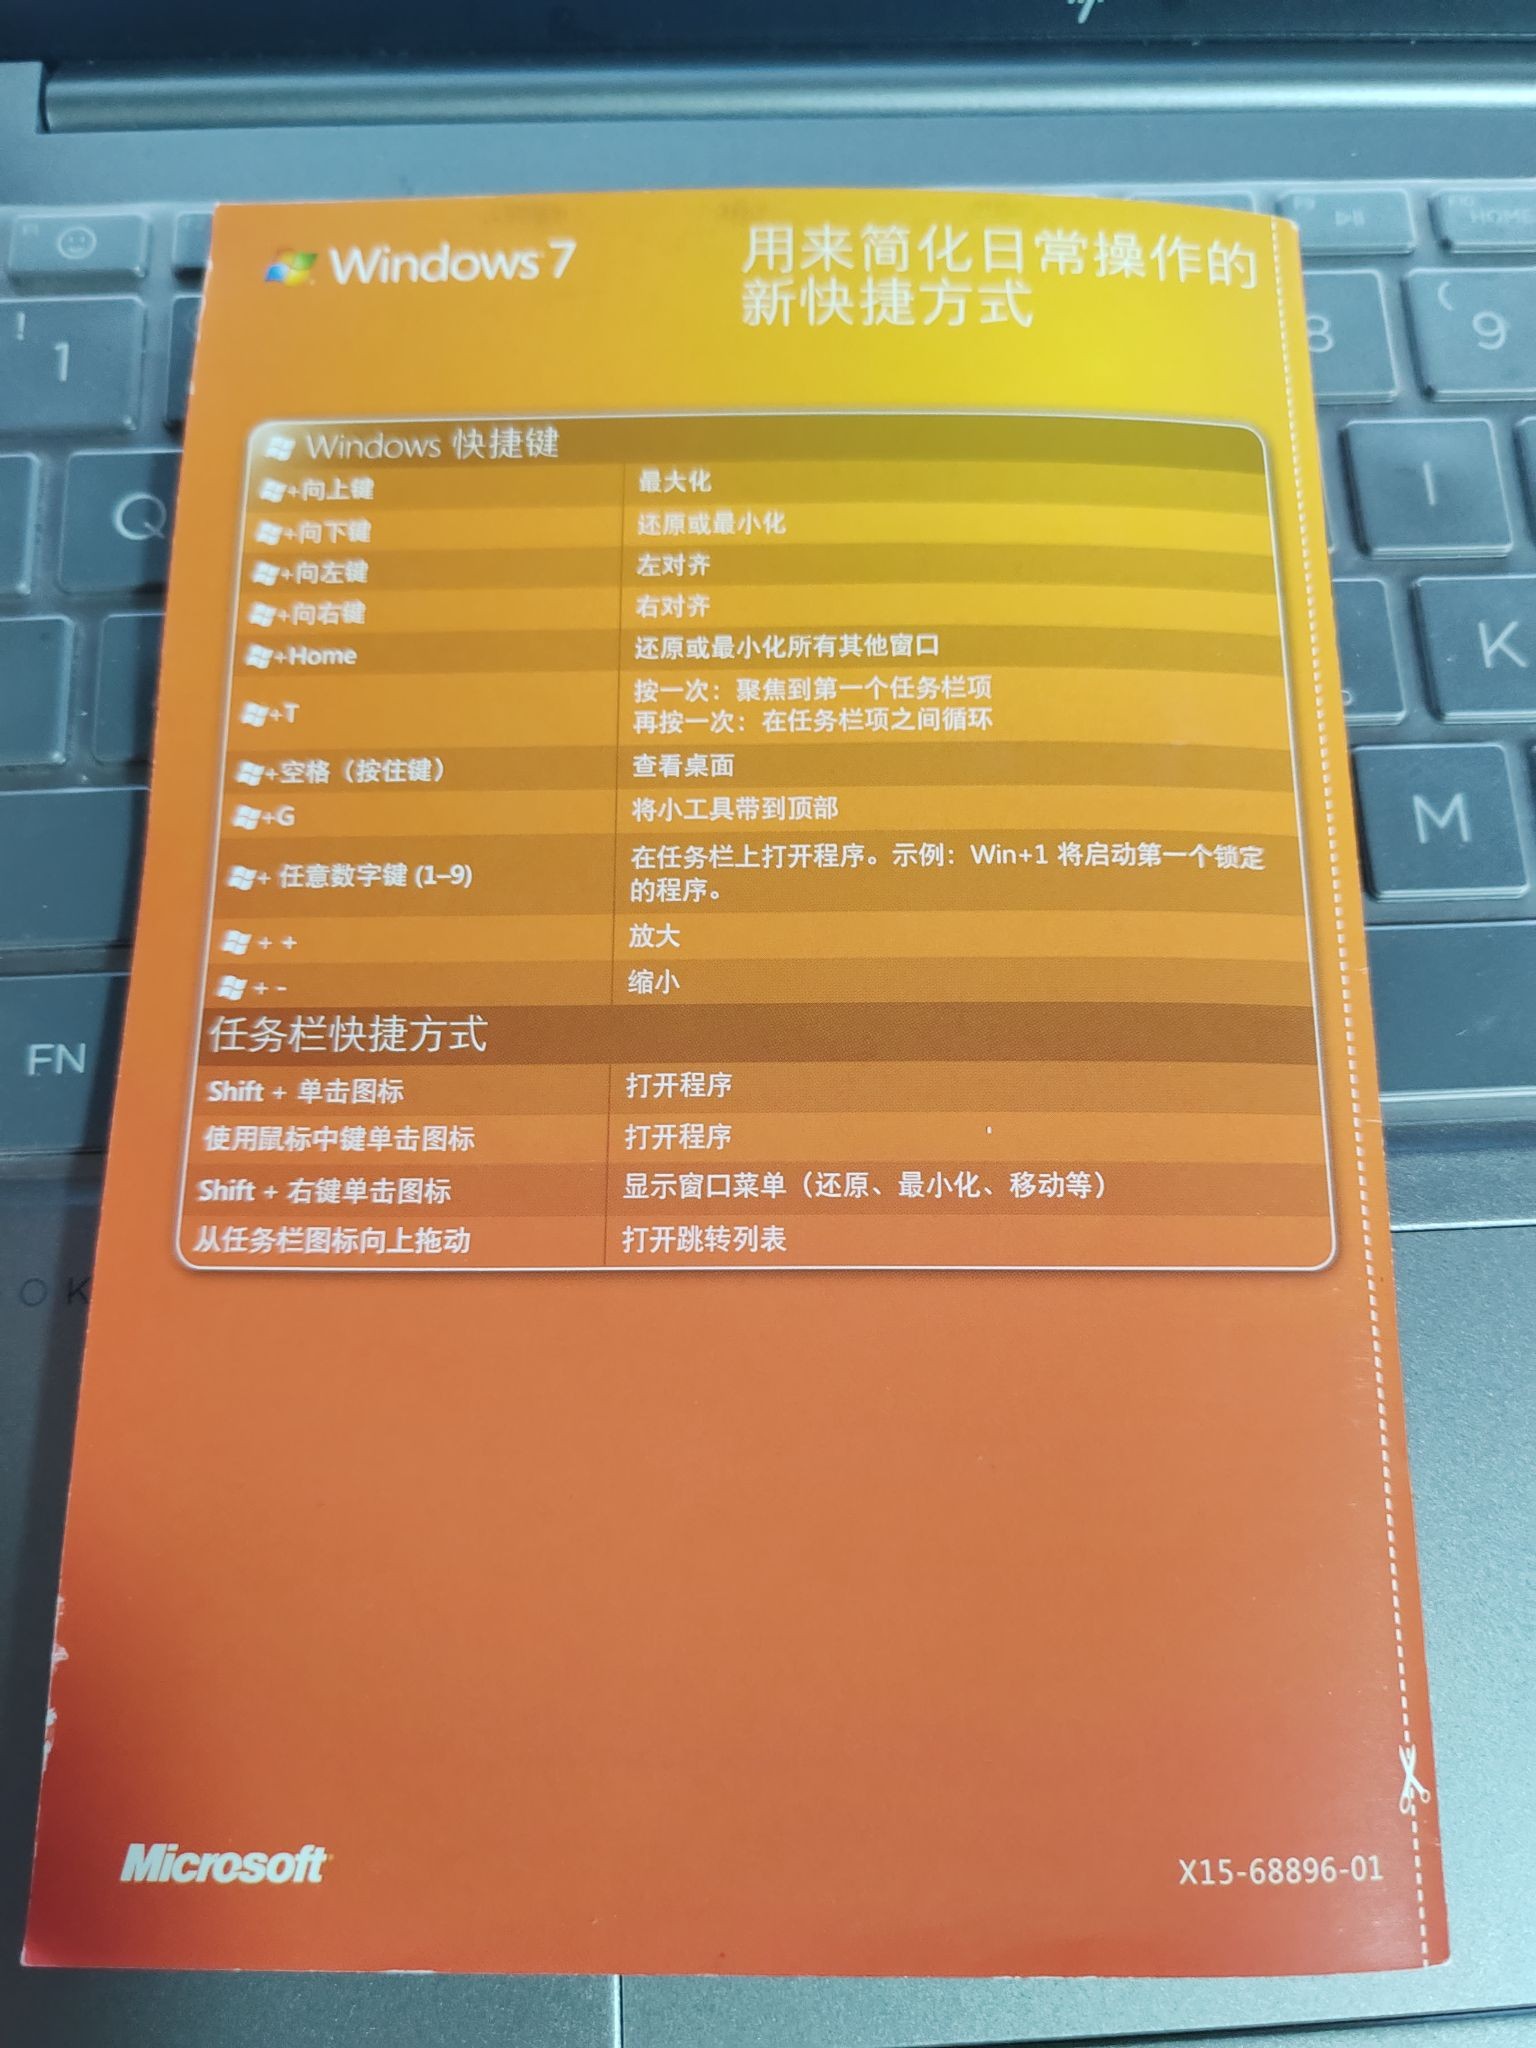 Windows 7
用来简化日常操作的
新快捷方式
Windows 快捷键
+向上键 最大化
+向下键 还原或最小化
+向左键 左对齐
+向右键 右对齐
+Home 还原或最小化所有其他窗口
+T 按一次：聚焦到第一个任务栏项
再按一次：在任务栏项之间循环
+空格（按住键） 查看桌面
+G 将小工具带到顶部
+ 任意数字键 (1–9) 在任务栏上打开程序。示例：Win+1 将启动第一个锁定
的程序。
+ + 放大
+ - 缩小
任务栏快捷方式
Shift + 单击图标 打开程序
使用鼠标中键单击图标 打开程序
Shift + 右键单击图标 显示窗口菜单（还原、最小化、移动等）
从任务栏图标向上拖动 打开跳转列表
Microsoft
X15-68896-01
! 1
Q
FN
OK
8
( 9
I
K
M
HOME